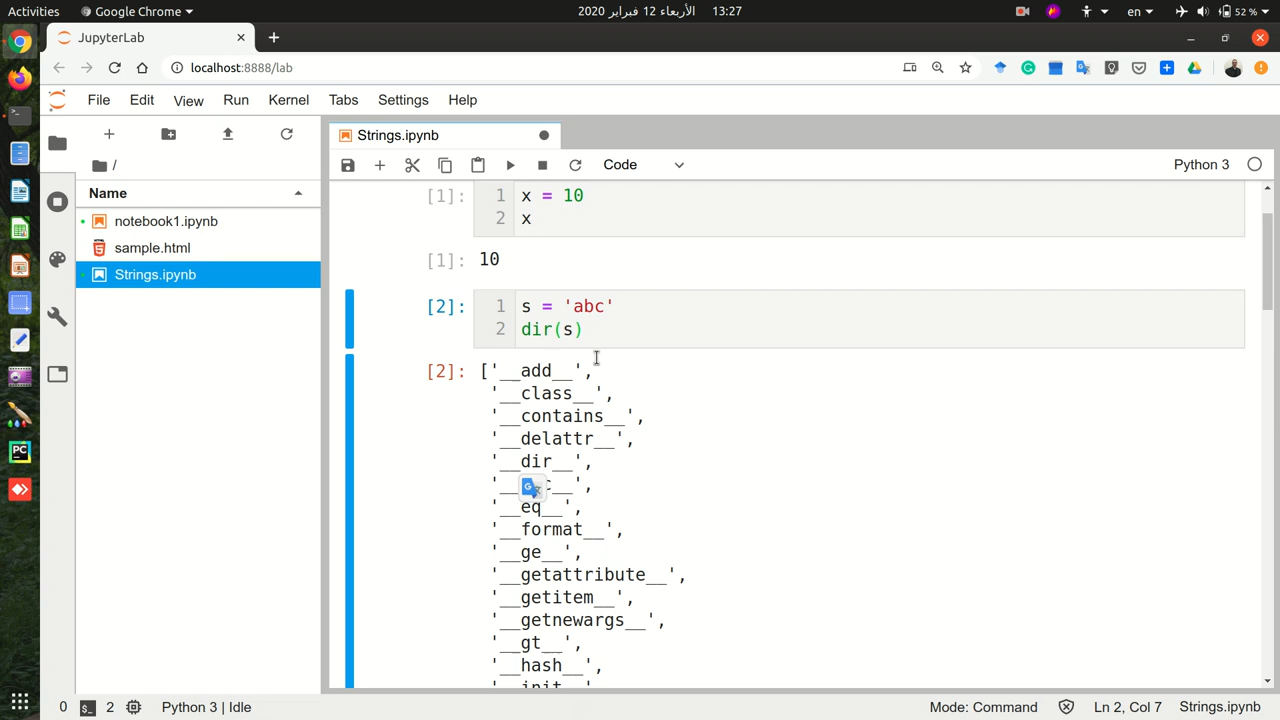 Activities Google Chrome 2020 الأربعاء 12 فبراير 13:27 en 52 %
JupyterLab
localhost:8888/lab
File Edit View Run Kernel Tabs Settings Help
Strings.ipynb
/
Code Python 3
Name
notebook1.ipynb
sample.html
Strings.ipynb
[1]: 1 x = 10
2 x
[1]: 10
[2]: 1 s = 'abc'
2 dir(s)
[2]: ['__add__',
'__class__',
'__contains__',
'__delattr__',
'__dir__',
'__eq__',
'__format__',
'__ge__',
'__getattribute__',
'__getitem__',
'__getnewargs__',
'__gt__',
'__hash__',
0 2 Python 3 | Idle Mode: Command Ln 2, Col 7 Strings.ipynb